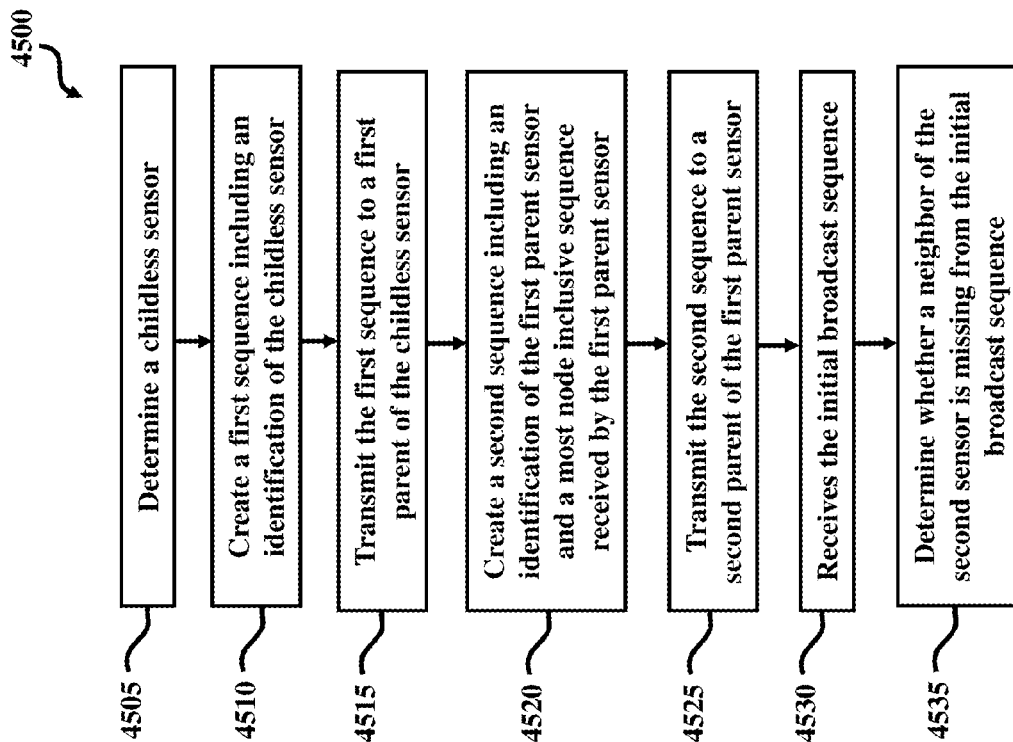 4500
4505
Determine a childless sensor
4510
Create a first sequence including an
identification of the childless sensor
4515
Transmit the first sequence to a first
parent of the childless sensor
4520
Create a second sequence including an
identification of the first parent sensor
and a most node inclusive sequence
received by the first parent sensor
4525
Transmit the second sequence to a
second parent of the first parent sensor
4530
Receives the initial broadcast sequence
4535
Determine whether a neighbor of the
second sensor is missing from the initial
broadcast sequence